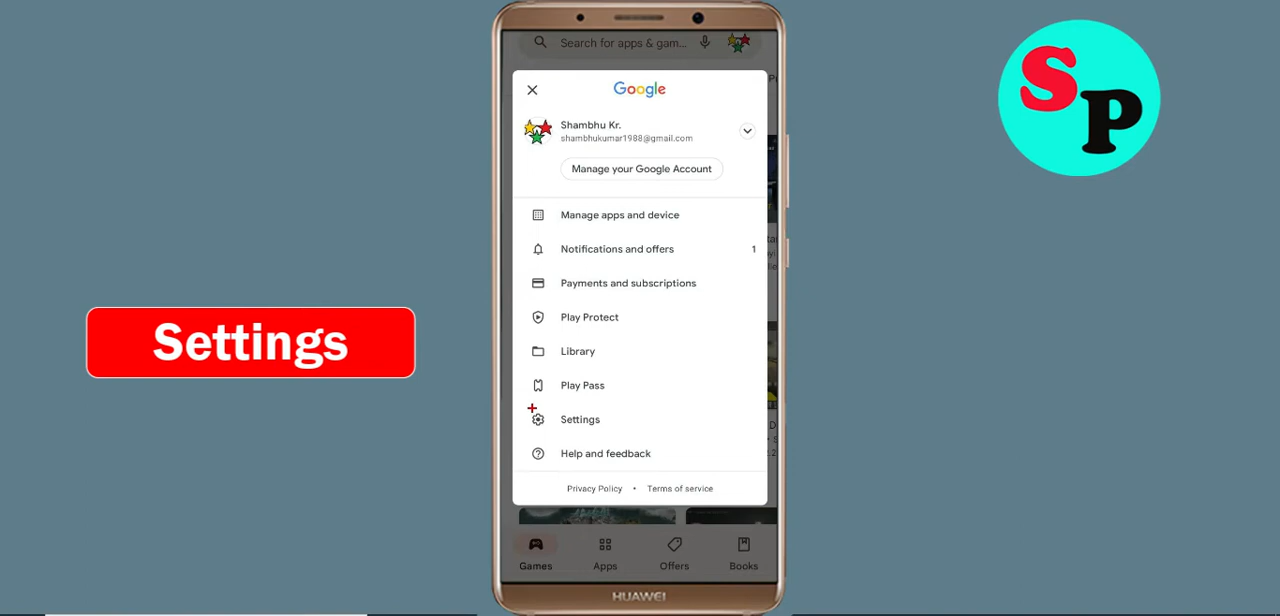 Search for apps & gam...
Google
Shambhu Kr.
shambhukumar1988@gmail.com
Manage your Google Account
Manage apps and device
Notifications and offers 1
Payments and subscriptions
Play Protect
Library
Play Pass
Settings
Help and feedback
Privacy Policy • Terms of service
Games Apps Offers Books
HUAWEI
Settings
SP